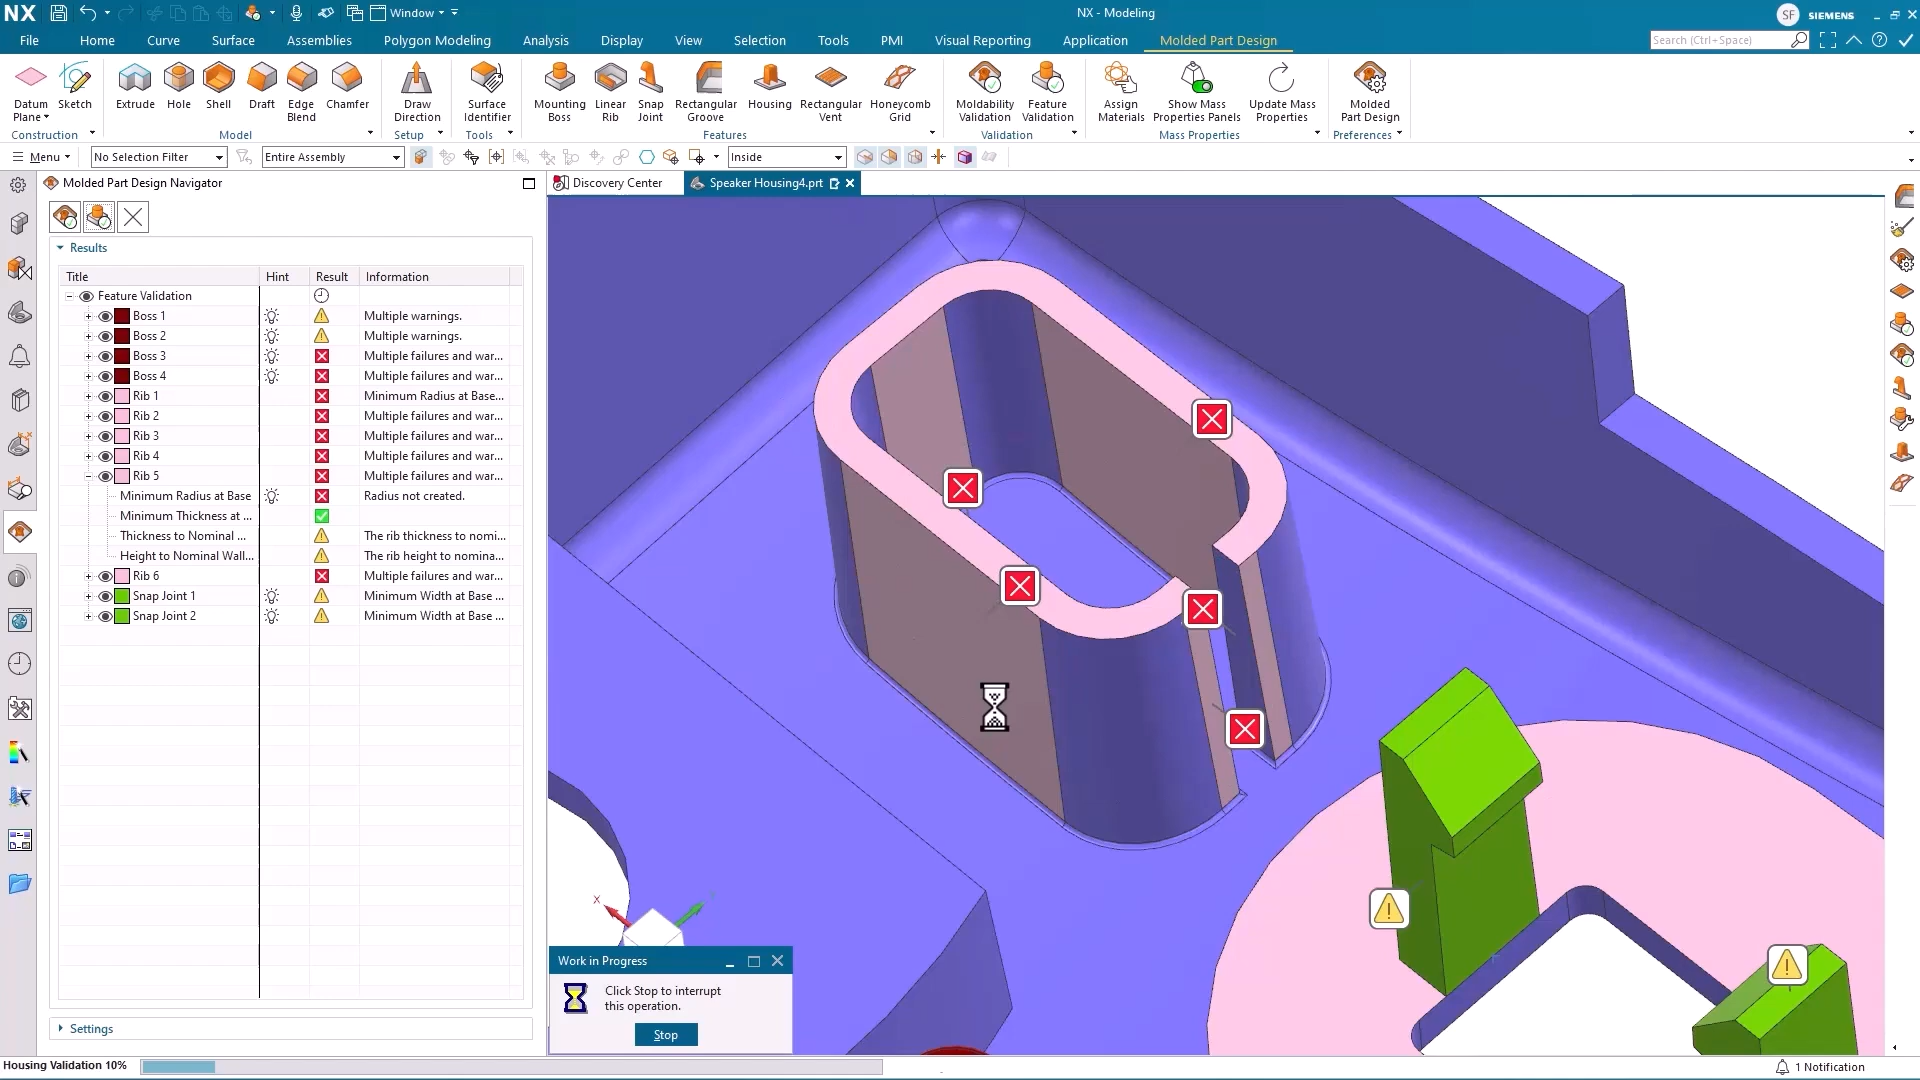 NX
Window
NX - Modeling
SF
SIEMENS
File
Home
Curve
Surface
Assemblies
Polygon Modeling
Analysis
Display
View
Selection
Tools
PMI
Visual Reporting
Application
Molded Part Design
Search (Ctrl+Space)
Datum Plane
Sketch
Extrude
Hole
Shell
Draft
Edge Blend
Chamfer
Draw Direction
Surface Identifier
Mounting Boss
Linear Rib
Snap Joint
Rectangular Groove
Housing
Rectangular Vent
Honeycomb Grid
Moldability Validation
Feature Validation
Assign Materials
Show Mass Properties Panels
Update Mass Properties
Molded Part Design
Construction
Model
Setup
Tools
Features
Validation
Mass Properties
Preferences
Menu
No Selection Filter
Entire Assembly
Inside
Molded Part Design Navigator
Discovery Center
Speaker Housing4.prt
Results
Title Hint Result Information
Feature Validation
Boss 1 Multiple warnings.
Boss 2 Multiple warnings.
Boss 3 Multiple failures and war...
Boss 4 Multiple failures and war...
Rib 1 Minimum Radius at Base...
Rib 2 Multiple failures and war...
Rib 3 Multiple failures and war...
Rib 4 Multiple failures and war...
Rib 5 Multiple failures and war...
Minimum Radius at Base Radius not created.
Minimum Thickness at ...
Thickness to Nominal ... The rib thickness to nomi...
Height to Nominal Wall... The rib height to nomina...
Rib 6 Multiple failures and war...
Snap Joint 1 Minimum Width at Base ...
Snap Joint 2 Minimum Width at Base ...
X
Work in Progress
Click Stop to interrupt
this operation.
Stop
Settings
Housing Validation 10%
1 Notification